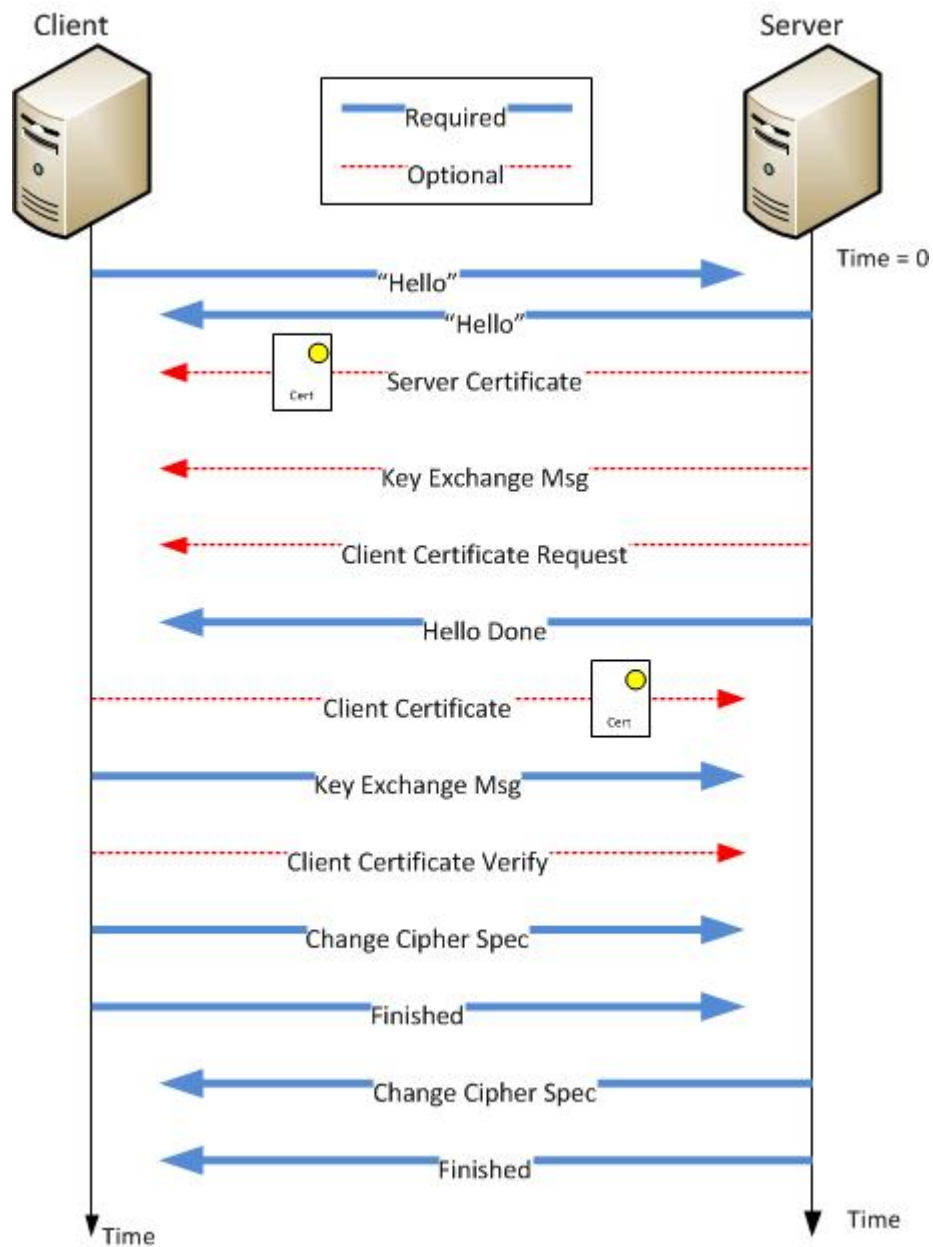 Client
Server
Required
Optional
Time = 0
“Hello”
“Hello”
Cert
Server Certificate
Key Exchange Msg
Client Certificate Request
Hello Done
Client Certificate
Cert
Key Exchange Msg
Client Certificate Verify
Change Cipher Spec
Finished
Change Cipher Spec
Finished
Time
Time